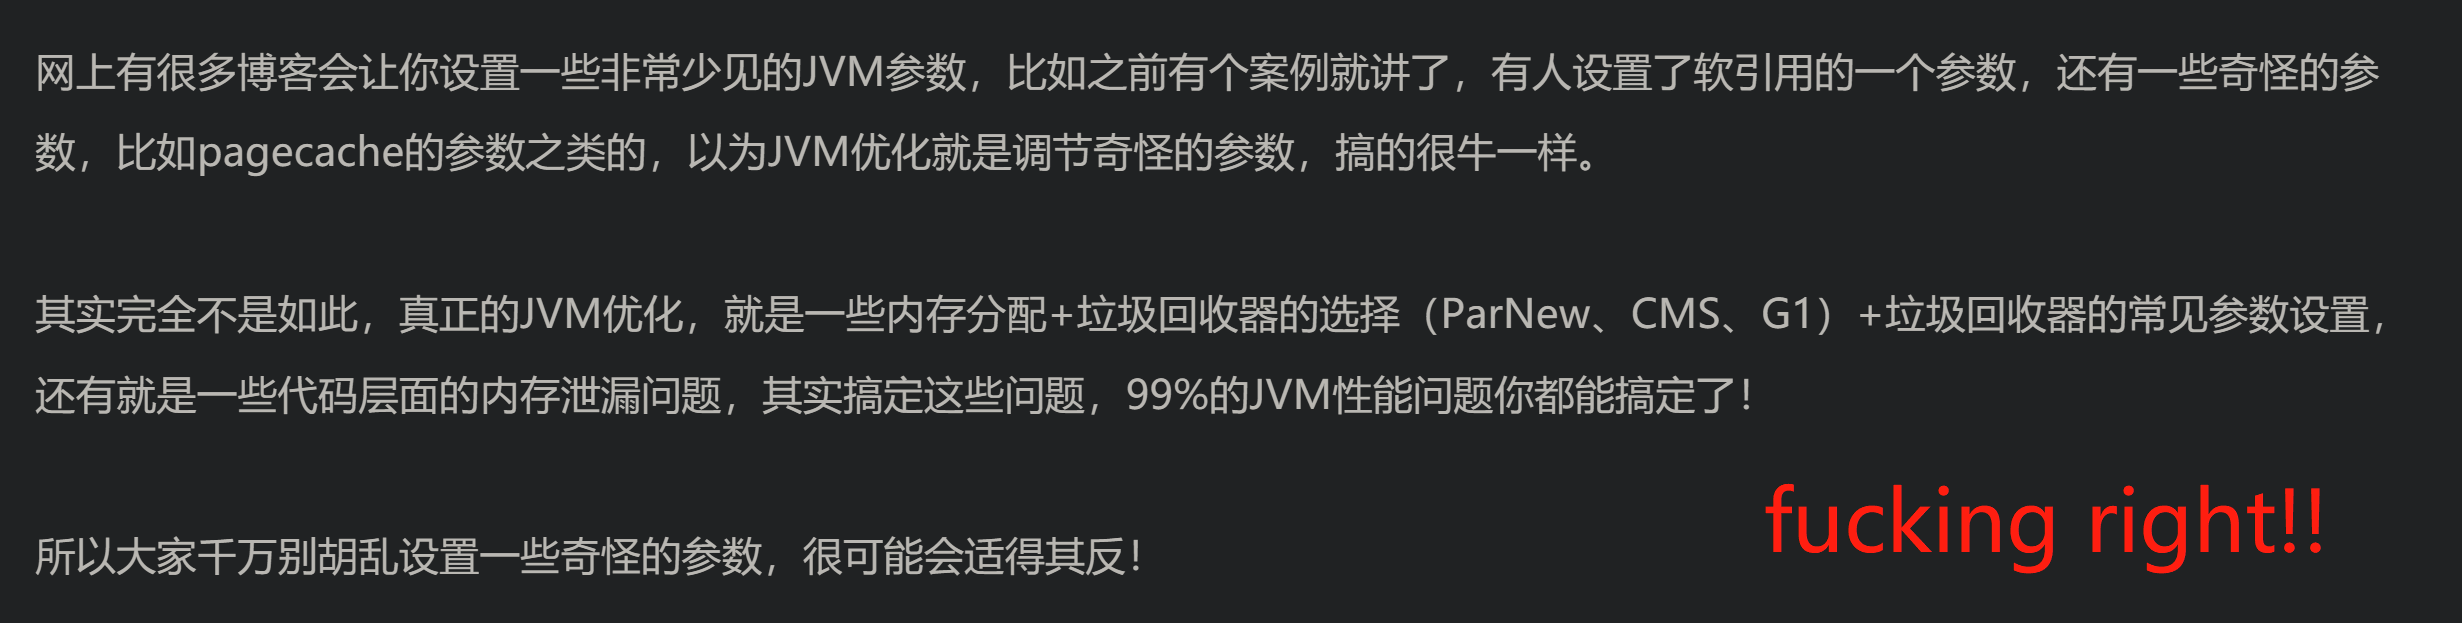 网上有很多博客会让你设置一些非常少见的JVM参数，比如之前有个案例就讲了，有人设置了软引用的一个参数，还有一些奇怪的参
数，比如pagecache的参数之类的，以为JVM优化就是调节奇怪的参数，搞的很牛一样。
其实完全不是如此，真正的JVM优化，就是一些内存分配+垃圾回收器的选择（ParNew、CMS、G1）+垃圾回收器的常见参数设置，
还有就是一些代码层面的内存泄漏问题，其实搞定这些问题，99%的JVM性能问题你都能搞定了！
fucking right!!
所以大家千万别胡乱设置一些奇怪的参数，很可能会适得其反！